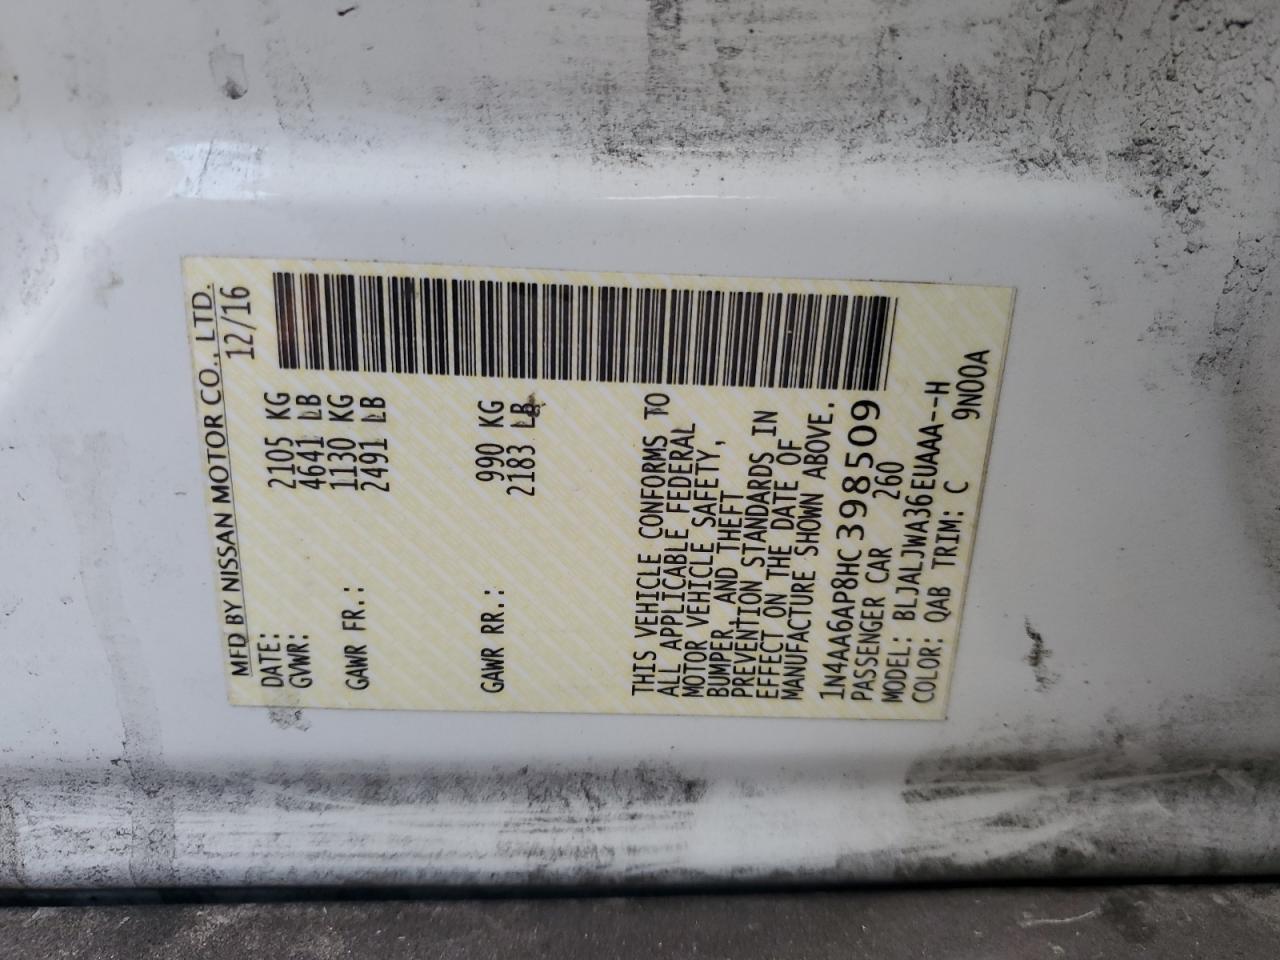 MFD BY NISSAN MOTOR CO., LTD.
DATE: 12/16
GVWR: 2105 KG
4641 LB
GAWR FR.: 1130 KG
2491 LB
GAWR RR.: 990 KG
2183 LB
THIS VEHICLE CONFORMS TO
ALL APPLICABLE FEDERAL
MOTOR VEHICLE SAFETY,
BUMPER, AND THEFT
PREVENTION STANDARDS IN
EFFECT ON THE DATE OF
MANUFACTURE SHOWN ABOVE.
1N4AA6AP8HC398509
PASSENGER CAR 260
MODEL: BLJALJWA36EUAAA--H
COLOR: QAB TRIM: C 9N00A